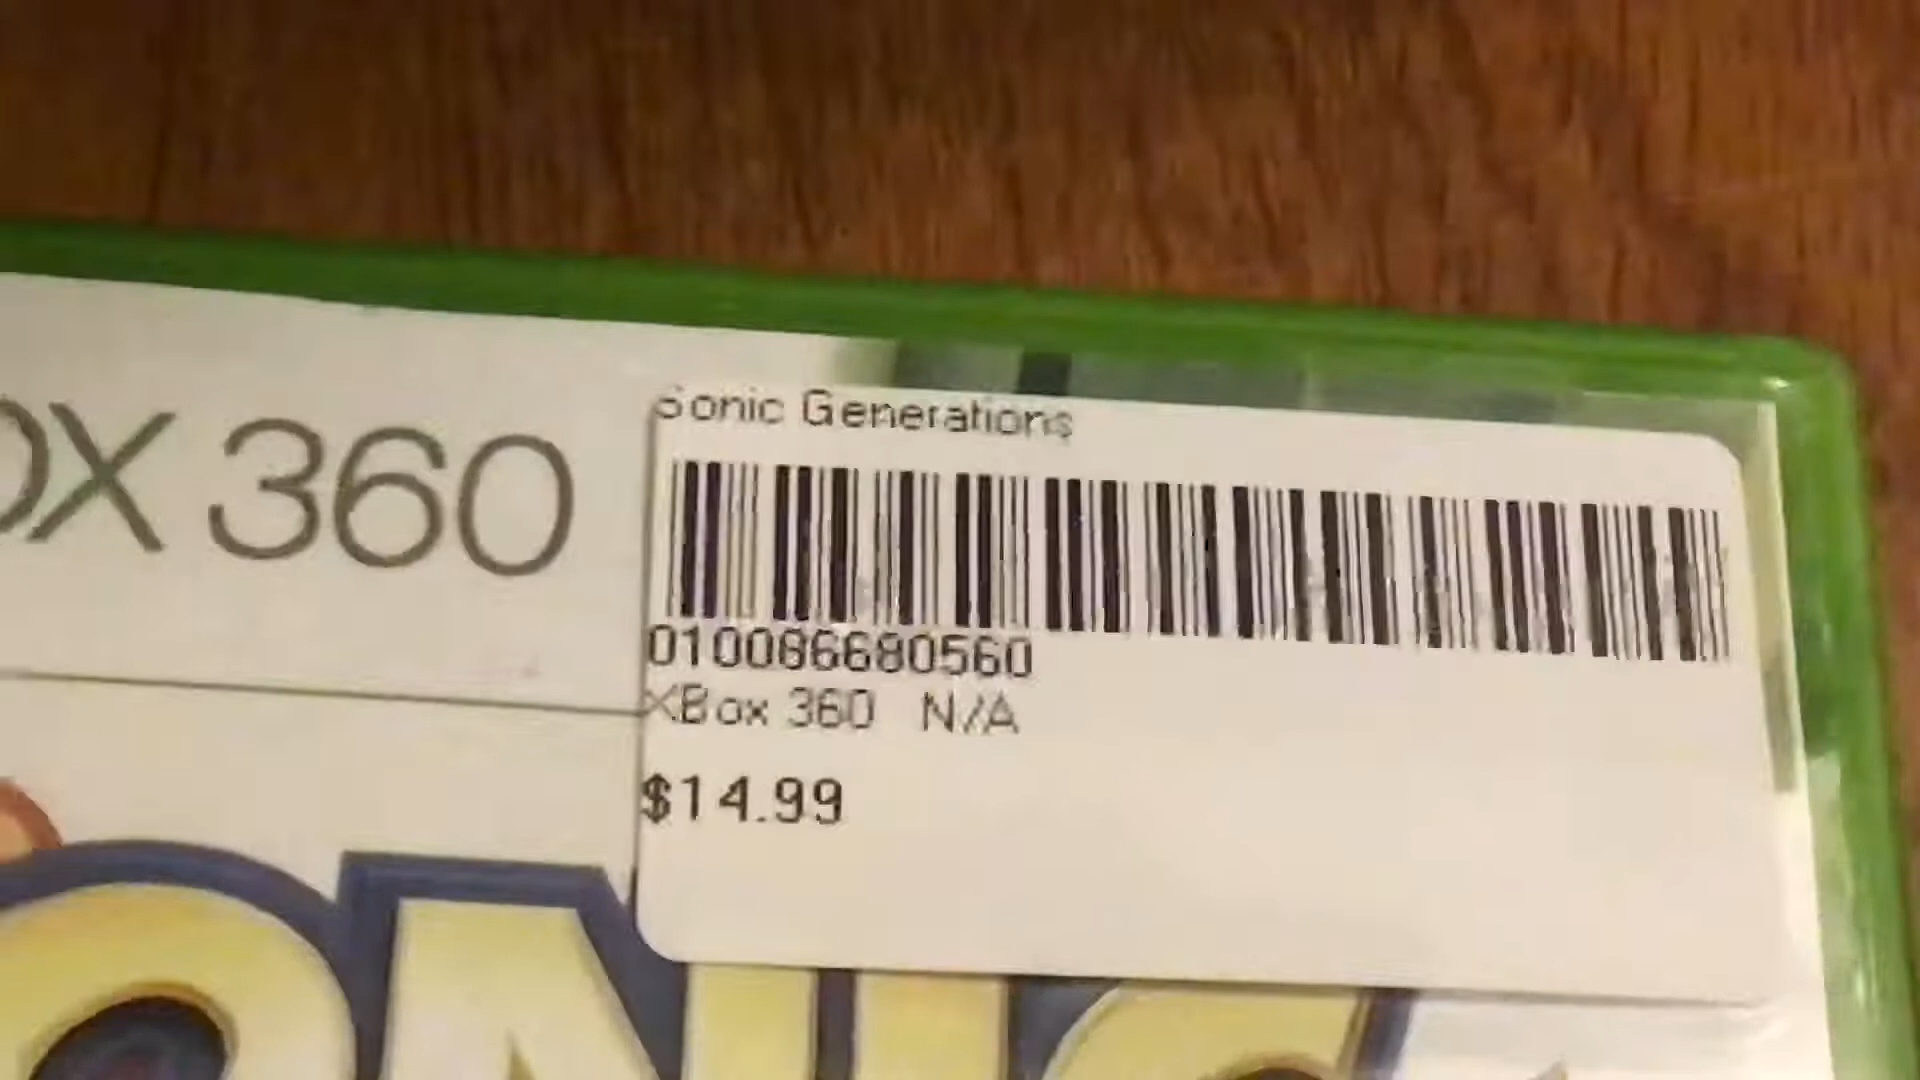 Sonic Generations
OX 360
010086680560
XBox 360 N/A
$14.99
ONIC